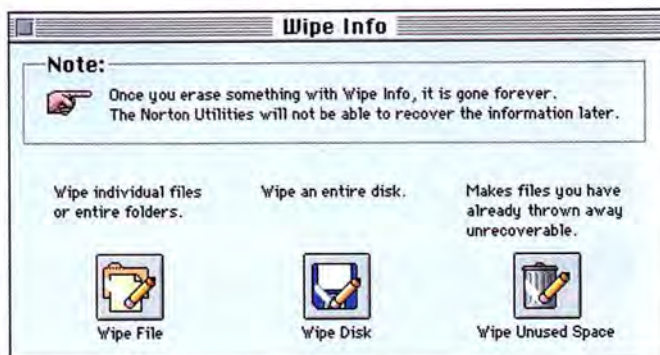 Wipe Info
Note:
Once you erase something with Wipe Info, it is gone forever.
The Norton Utilities will not be able to recover the information later.
Wipe individual files
or entire folders.
Wipe File
Wipe an entire disk.
Wipe Disk
Makes files you have
already thrown away
unrecoverable.
Wipe Unused Space